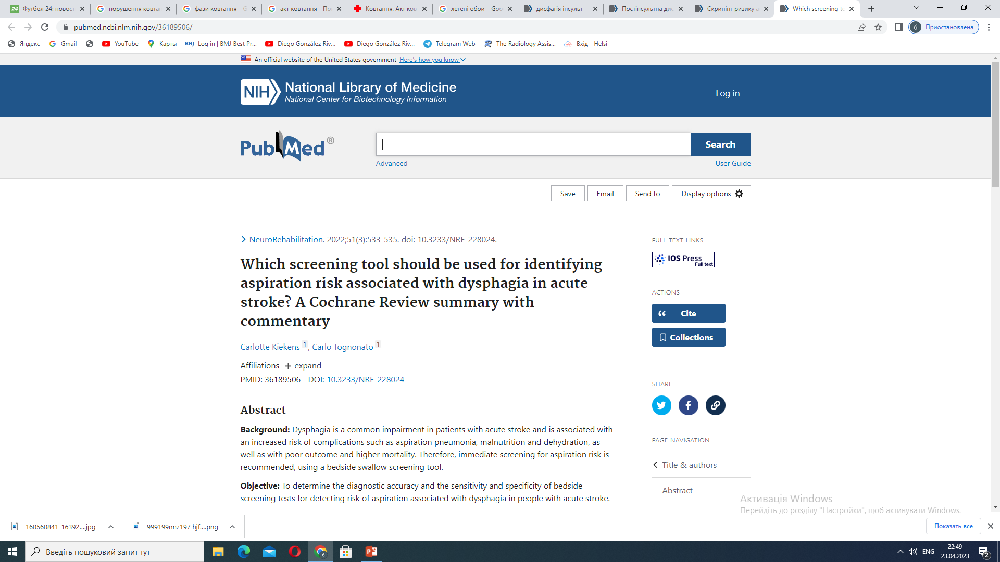 Футбол 24: новост
порушення ковтан
фази ковтання – G
акт ковтання - По
Ковтання. Акт ков
легені обои – Goo
дисфагія інсульт -
Постінсультна дис
Скринінг ризику а
Which screening to
pubmed.ncbi.nlm.nih.gov/36189506/
6 Приостановлена
Яндекс
Gmail
YouTube
Карты
BMJ Log in | BMJ Best Pr...
Diego González Riv...
Diego González Riv...
Telegram Web
The Radiology Assis...
Вхід - Helsi
An official website of the United States government Here's how you know
NIH National Library of Medicine
National Center for Biotechnology Information
Log in
PubMed®
Search
Advanced
User Guide
Save
Email
Send to
Display options
NeuroRehabilitation. 2022;51(3):533-535. doi: 10.3233/NRE-228024.
Which screening tool should be used for identifying
aspiration risk associated with dysphagia in acute
stroke? A Cochrane Review summary with
commentary
Carlotte Kiekens 1, Carlo Tognonato 1
Affiliations + expand
PMID: 36189506 DOI: 10.3233/NRE-228024
Abstract
Background: Dysphagia is a common impairment in patients with acute stroke and is associated with
an increased risk of complications such as aspiration pneumonia, malnutrition and dehydration, as
well as with poor outcome and higher mortality. Therefore, immediate screening for aspiration risk is
recommended, using a bedside swallow screening tool.
Objective: To determine the diagnostic accuracy and the sensitivity and specificity of bedside
screening tests for detecting risk of aspiration associated with dysphagia in people with acute stroke.
FULL TEXT LINKS
IOS Press
Full text
ACTIONS
Cite
Collections
SHARE
PAGE NAVIGATION
Title & authors
Abstract
Активація Windows
Перейдіть до розділу "Настройки", щоб активувати Windows.
160560841_16392....jpg
999199nnz197 hjf....png
Показать все
Введіть пошуковий запит тут
6
ENG
22:49
23.04.2023
2